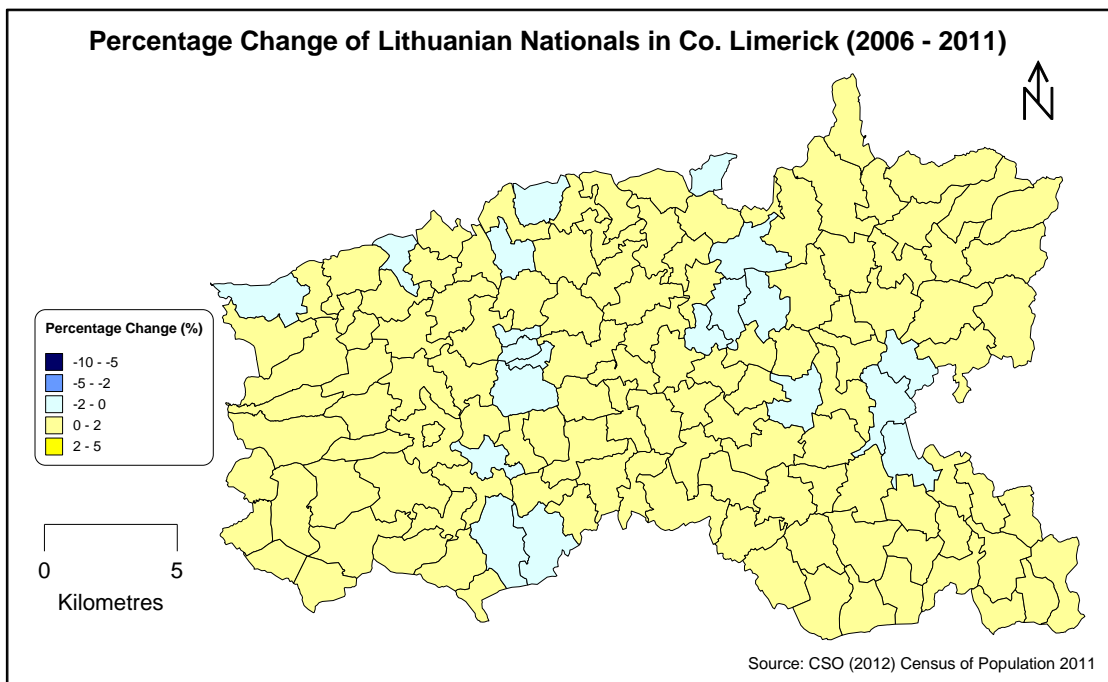 Percentage Change of Lithuanian Nationals in Co. Limerick (2006 - 2011)
N
Percentage Change (%)
-10 - -5
-5 - -2
-2 - 0
0 - 2
2 - 5
0 5
Kilometres
Source: CSO (2012) Census of Population 2011